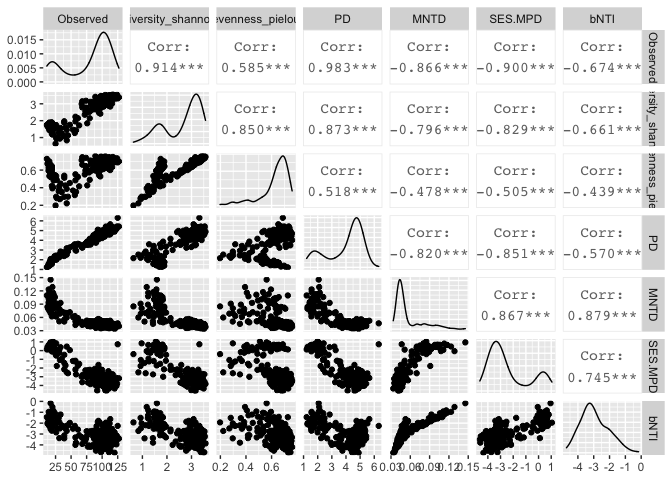 Observed iversity_shanno evenness_pielou PD MNTD SES.MPD bNTI
Corr: Corr: Corr: Corr: Corr: Corr:
0.914*** 0.585*** 0.983*** -0.866*** -0.900*** -0.674***
Observed
0.015
0.010
0.005
0.000
Corr: Corr: Corr: Corr: Corr:
0.850*** 0.873*** -0.796*** -0.829*** -0.661***
ersity_shan
3
2
1
Corr: Corr: Corr: Corr:
0.518*** -0.478*** -0.505*** -0.439***
enness_pie
0.6
0.4
0.2
Corr: Corr: Corr:
-0.820*** -0.851*** -0.570***
PD
6
5
4
3
2
1
Corr: Corr:
0.867*** 0.879***
MNTD
0.15
0.12
0.09
0.06
0.03
Corr:
0.745***
SES.MPD
1
0
-1
-2
-3
-4
bNTI
0
-1
-2
-3
-4
25 50 75 100 125 1 2 3 0.2 0.4 0.6 1 2 3 4 5 6 0.03 0.06 0.09 0.12 0.15 -4 -3 -2 -1 0 1 -4 -3 -2 -1 0